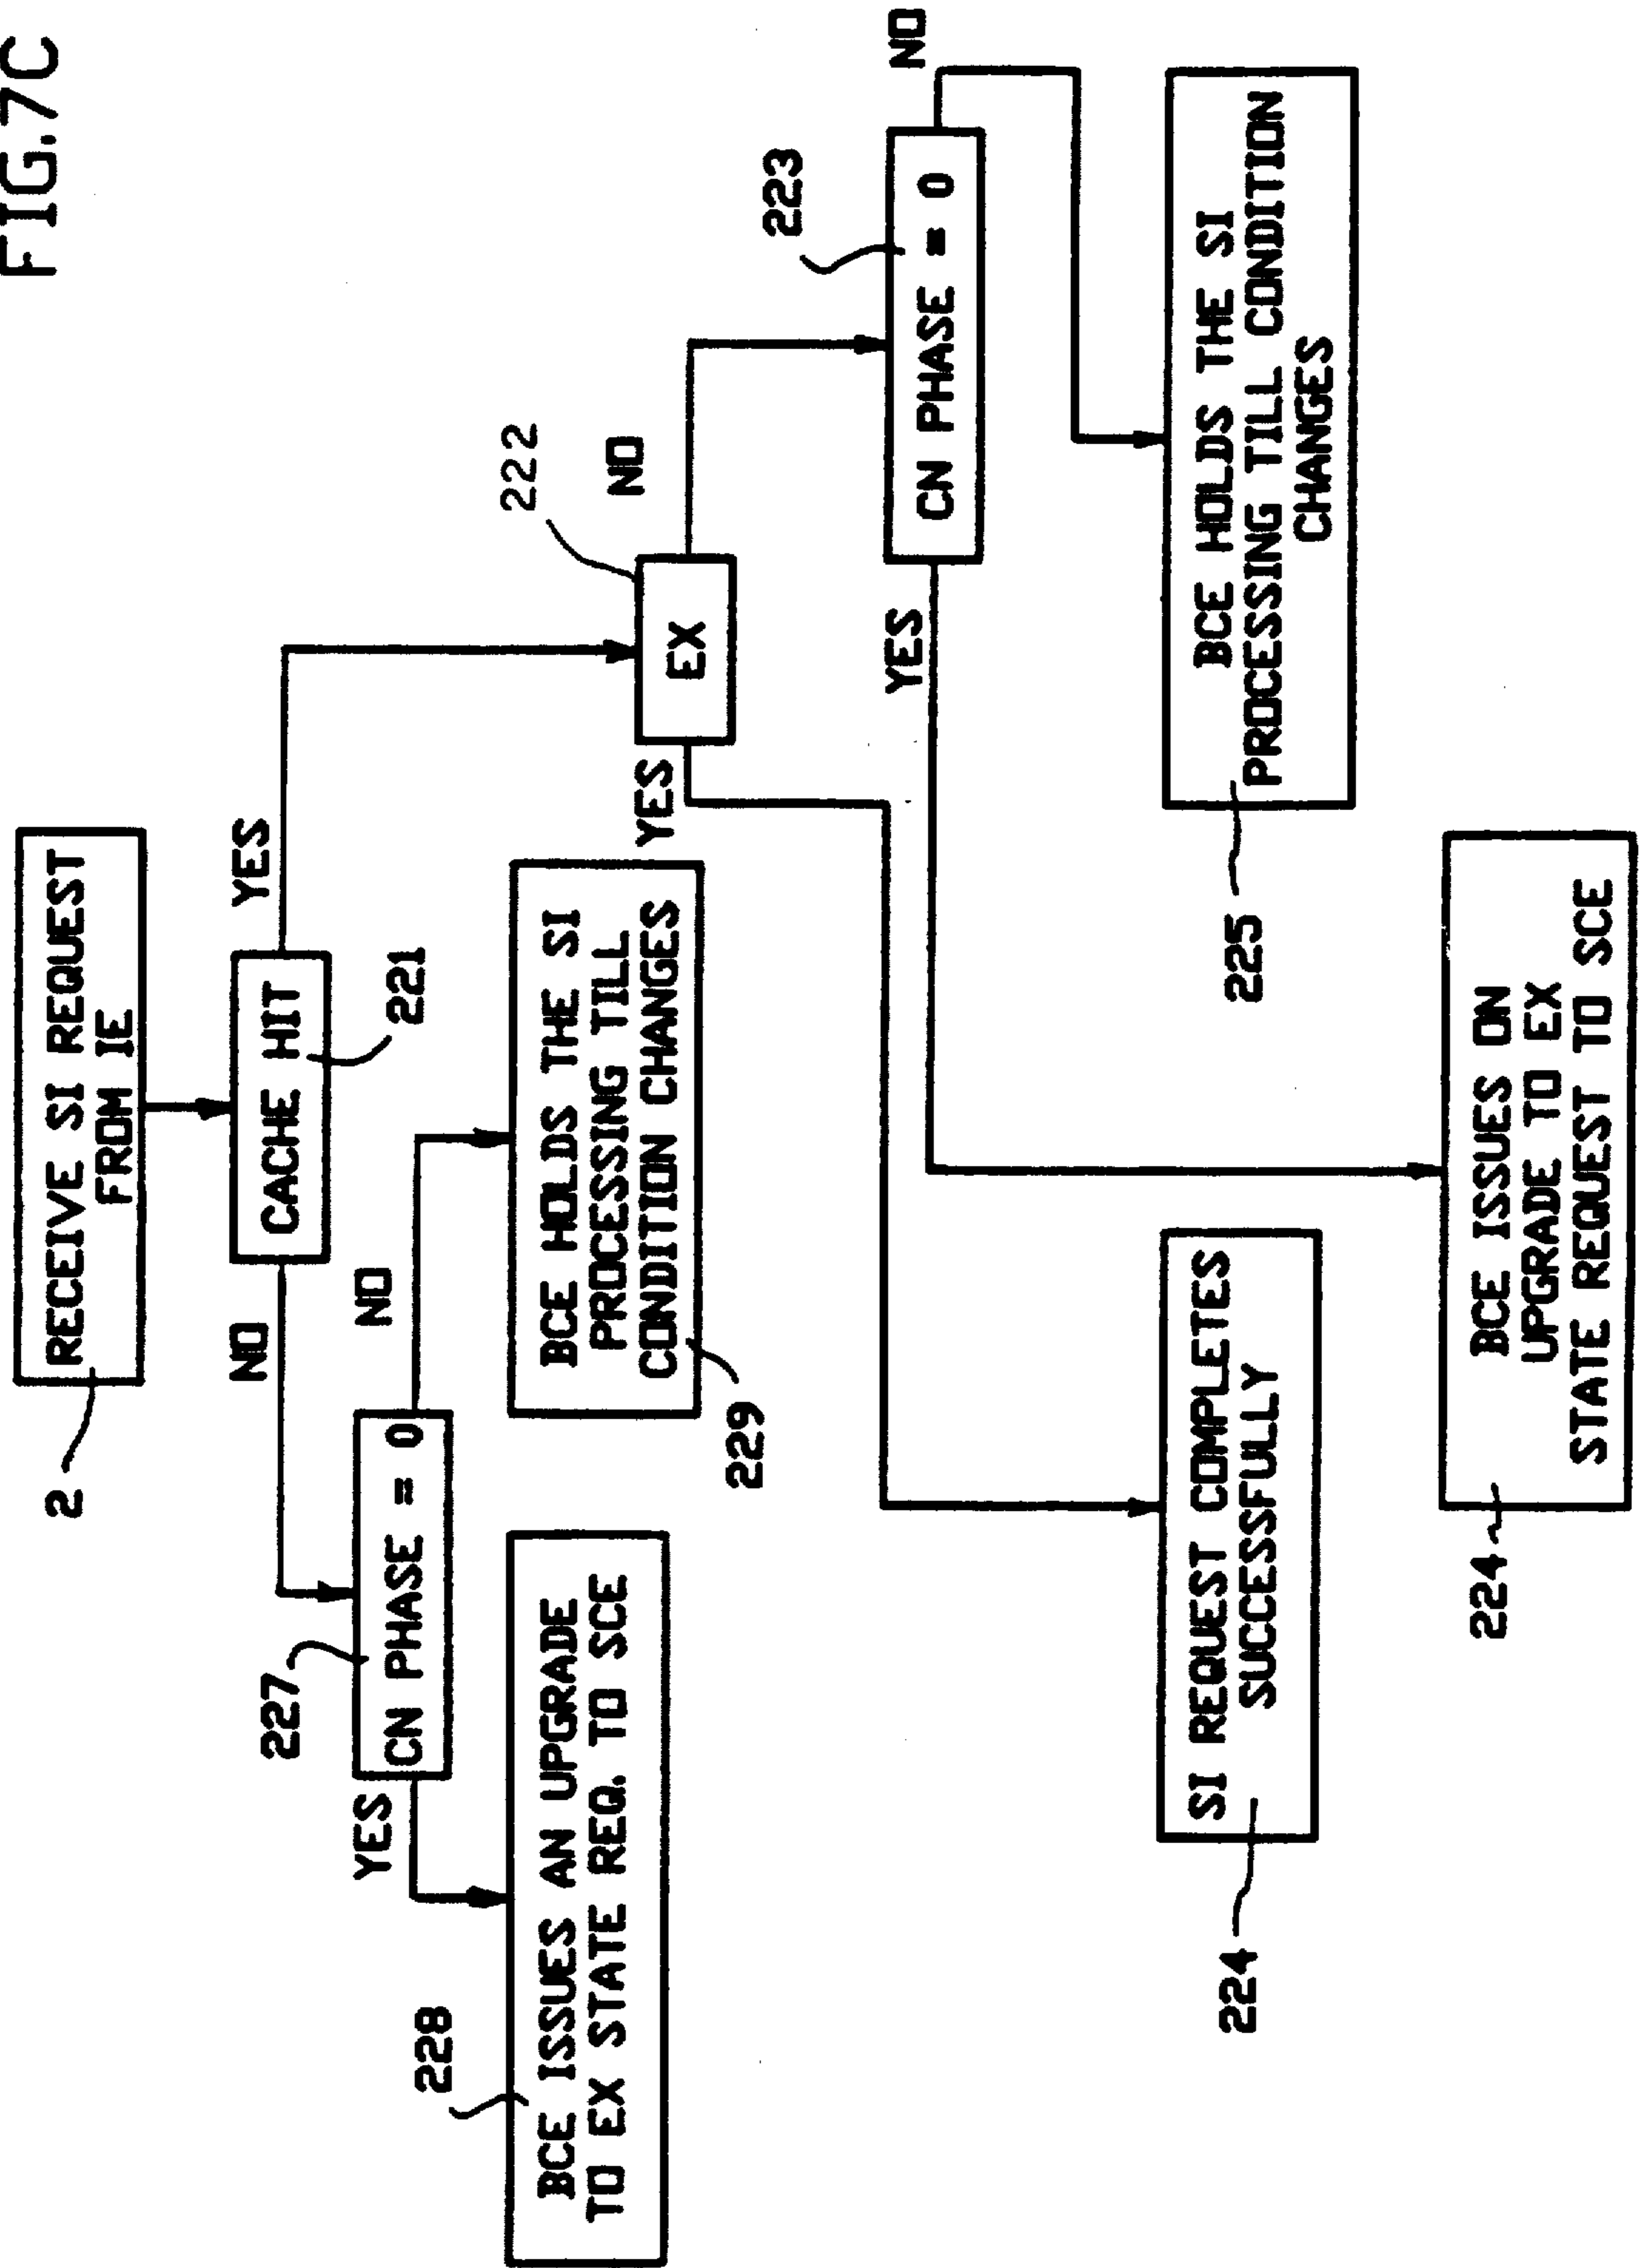 FIG.7C
2
RECEIVE SI REQUEST
FROM IE
CACHE HIT
221
NO
YES
227
CN PHASE = 0
YES
NO
228
BCE ISSUES AN UPGRADE
TO EX STATE REQ. TO SCE
BCE HOLDS THE SI
PROCESSING TILL
CONDITION CHANGES
229
222
EX
YES
NO
223
CN PHASE = 0
YES
NO
224
SI REQUEST COMPLETES
SUCCESSFULLY
225
BCE HOLDS THE SI
PROCESSING TILL CONDITION
CHANGES
224
BCE ISSUES ON
UPGRADE TO EX
STATE REQUEST TO SCE